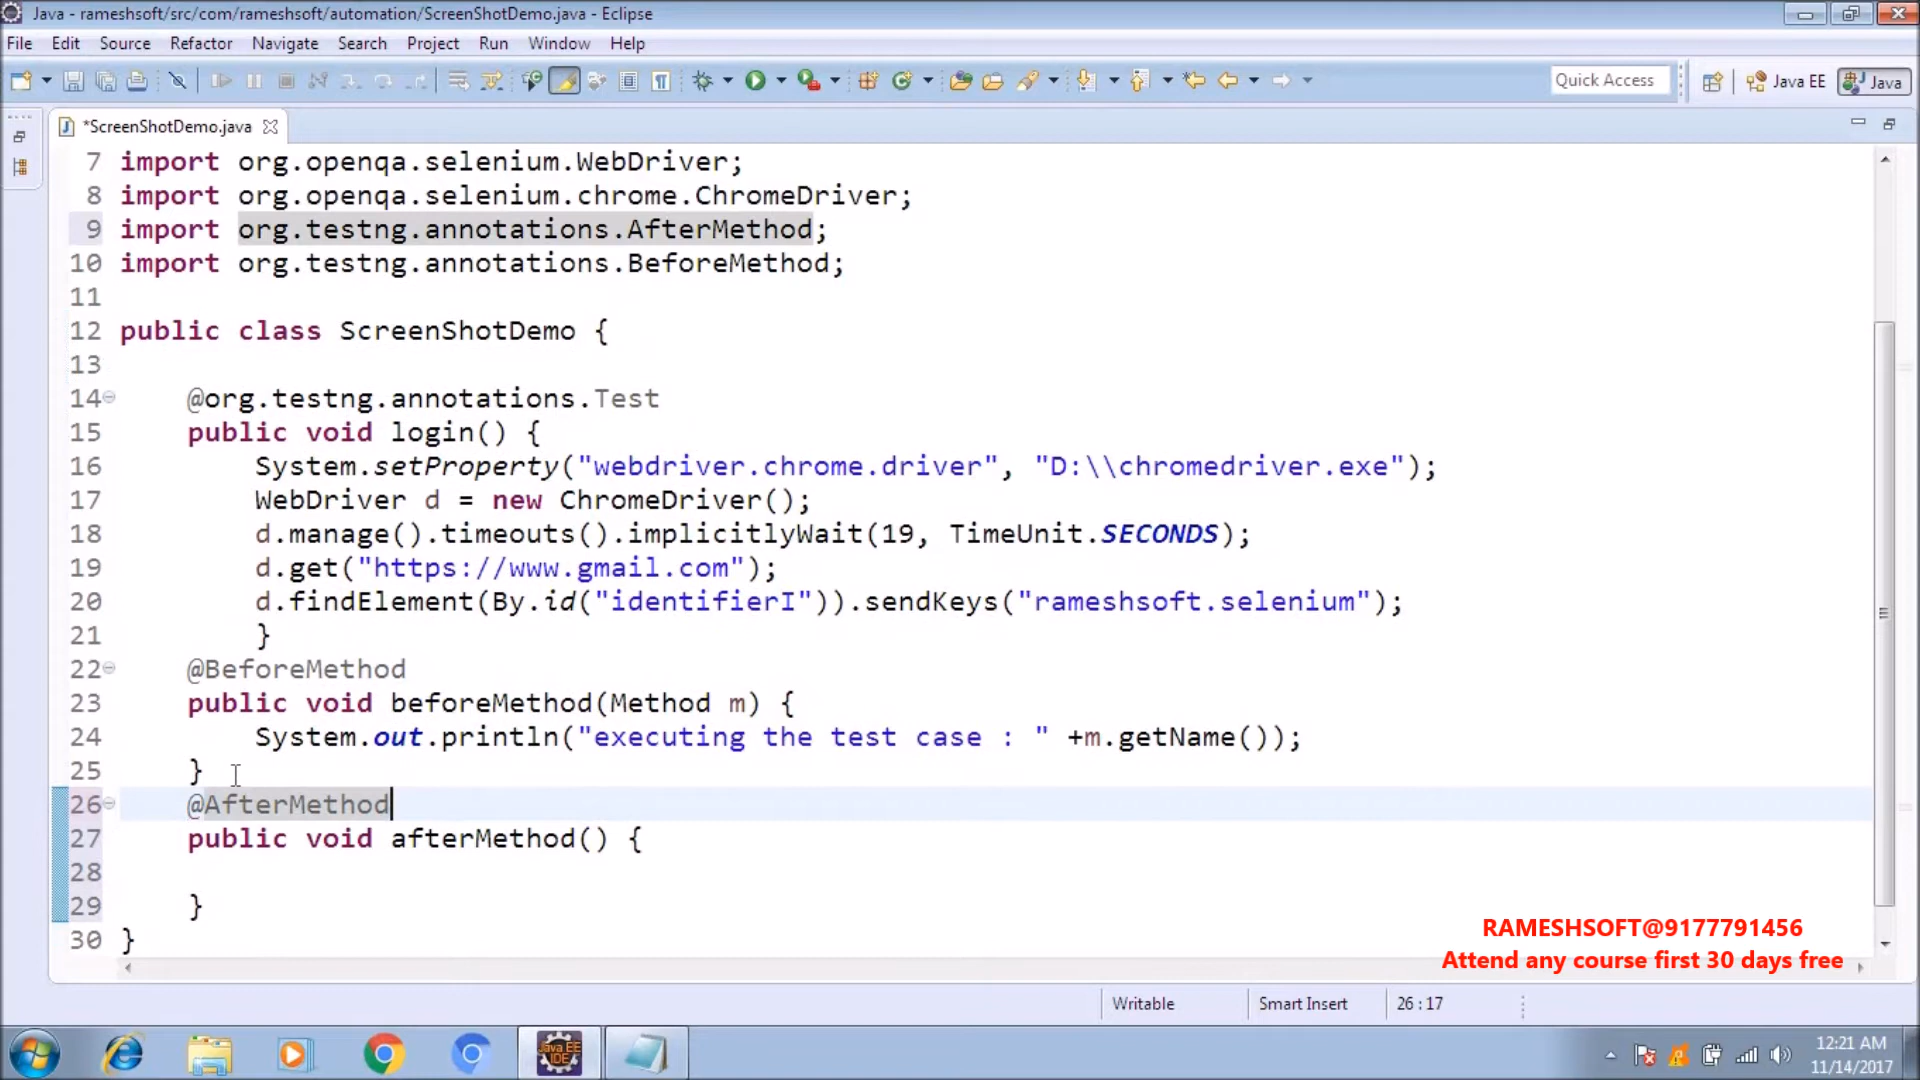 Java - rameshsoft/src/com/rameshsoft/automation/ScreenShotDemo.java - Eclipse
File Edit Source Refactor Navigate Search Project Run Window Help
Quick Access Java EE Java
*ScreenShotDemo.java
7 import org.openqa.selenium.WebDriver;
8 import org.openqa.selenium.chrome.ChromeDriver;
9 import org.testng.annotations.AfterMethod;
10 import org.testng.annotations.BeforeMethod;
11
12 public class ScreenShotDemo {
13
14 @org.testng.annotations.Test
15 public void login() {
16 System.setProperty("webdriver.chrome.driver", "D:\\chromedriver.exe");
17 WebDriver d = new ChromeDriver();
18 d.manage().timeouts().implicitlyWait(19, TimeUnit.SECONDS);
19 d.get("https://www.gmail.com");
20 d.findElement(By.id("identifierI")).sendKeys("rameshsoft.selenium");
21 }
22 @BeforeMethod
23 public void beforeMethod(Method m) {
24 System.out.println("executing the test case : " +m.getName());
25 }
26 @AfterMethod
27 public void afterMethod() {
28
29 }
30 }
RAMESHSOFT@9177791456
Attend any course first 30 days free
Writable Smart Insert 26 : 17
Java EE
IDE
12:21 AM
11/14/2017